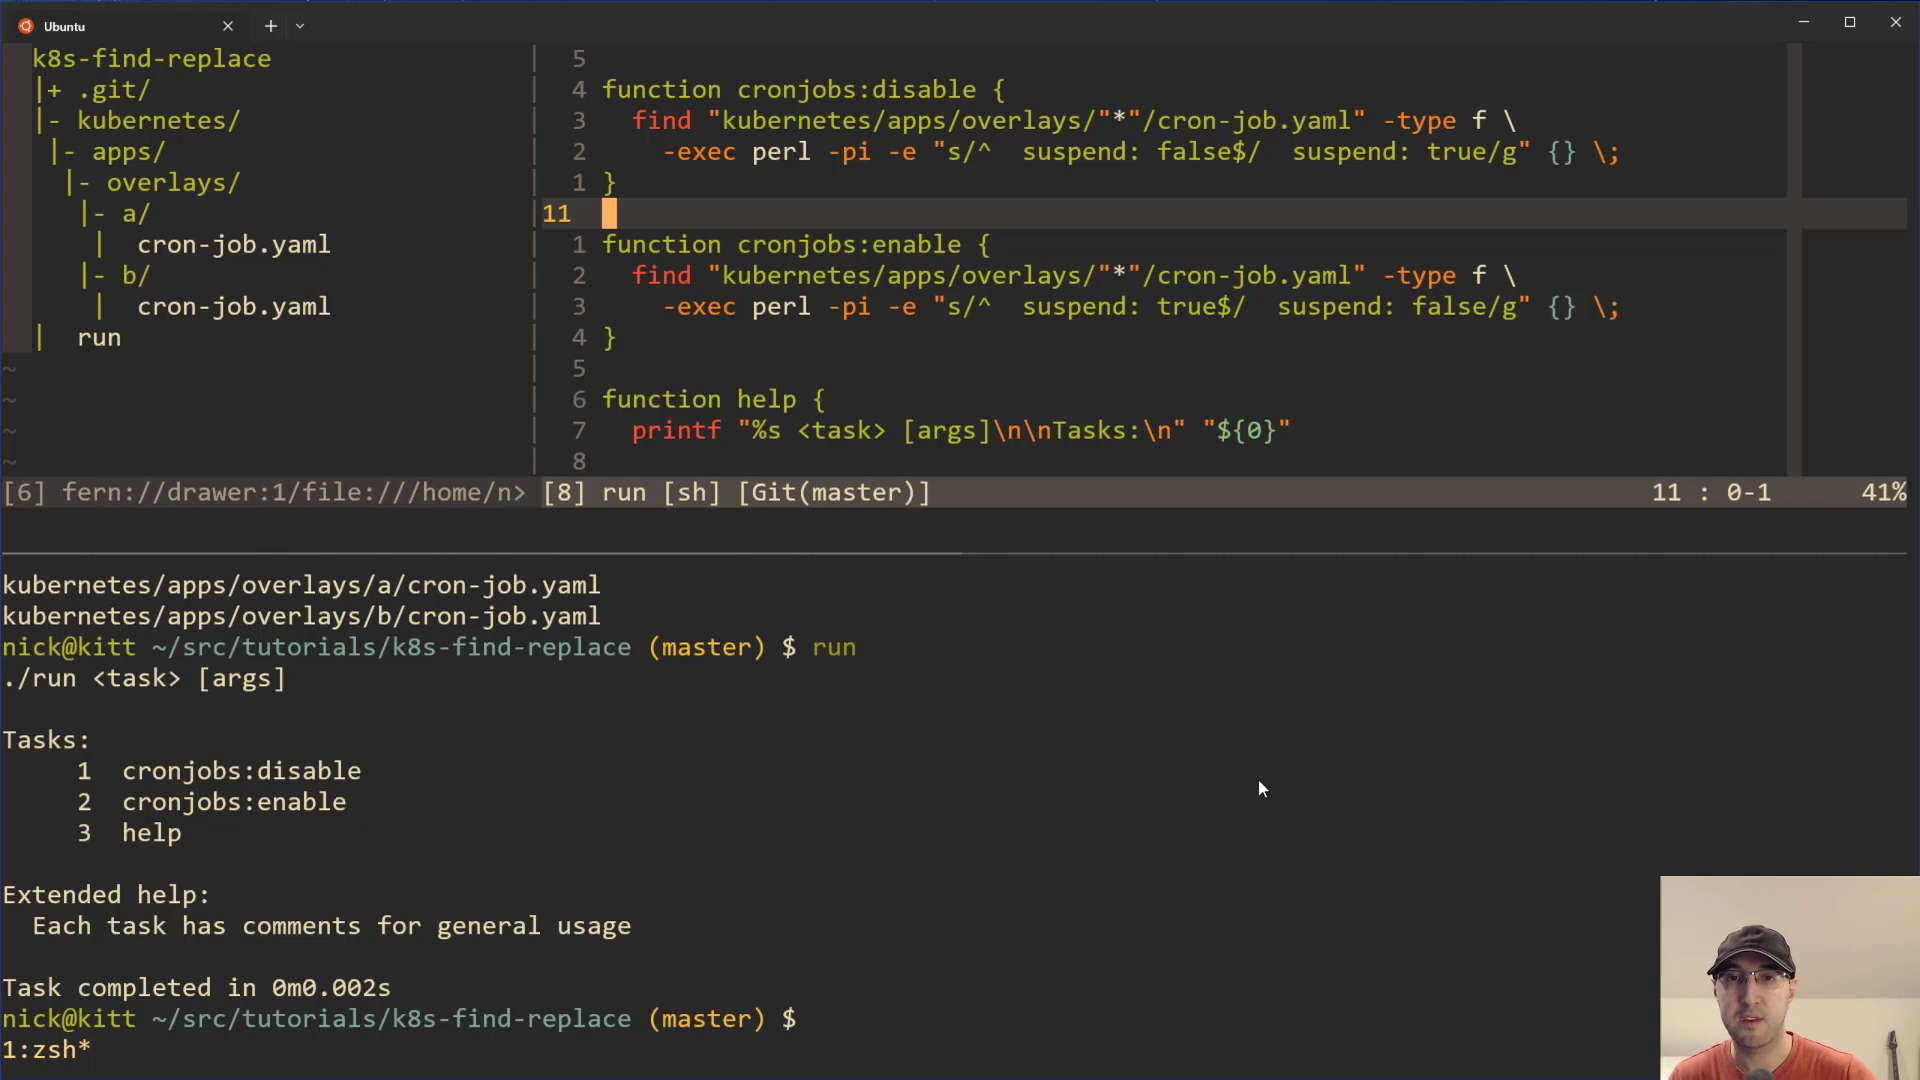 Ubuntu
k8s-find-replace
|+ .git/
|- kubernetes/
|- apps/
|- overlays/
|- a/
| cron-job.yaml
|- b/
| cron-job.yaml
| run
~
~
~
~
5
4 function cronjobs:disable {
3 find "kubernetes/apps/overlays/"*"/cron-job.yaml" -type f \
2 -exec perl -pi -e "s/^  suspend: false$/  suspend: true/g" {} \;
1 }
11
1 function cronjobs:enable {
2 find "kubernetes/apps/overlays/"*"/cron-job.yaml" -type f \
3 -exec perl -pi -e "s/^  suspend: true$/  suspend: false/g" {} \;
4 }
5
6 function help {
7 printf "%s <task> [args]\n\nTasks:\n" "${0}"
8
[6] fern://drawer:1/file:///home/n> [8] run [sh] [Git(master)] 11 : 0-1 41%
kubernetes/apps/overlays/a/cron-job.yaml
kubernetes/apps/overlays/b/cron-job.yaml
nick@kitt ~/src/tutorials/k8s-find-replace (master) $ run
./run <task> [args]
Tasks:
1 cronjobs:disable
2 cronjobs:enable
3 help
Extended help:
Each task has comments for general usage
Task completed in 0m0.002s
nick@kitt ~/src/tutorials/k8s-find-replace (master) $
1:zsh*